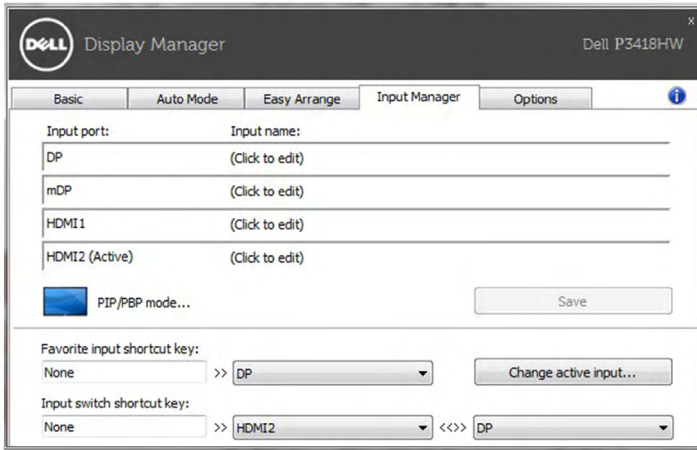 x
DELL Display Manager Dell P3418HW
Basic Auto Mode Easy Arrange Input Manager Options i
Input port: Input name:
DP (Click to edit)
mDP (Click to edit)
HDMI1 (Click to edit)
HDMI2 (Active) (Click to edit)
PIP/PBP mode... Save
Favorite input shortcut key:
None >> DP Change active input...
Input switch shortcut key:
None >> HDMI2 <<>> DP